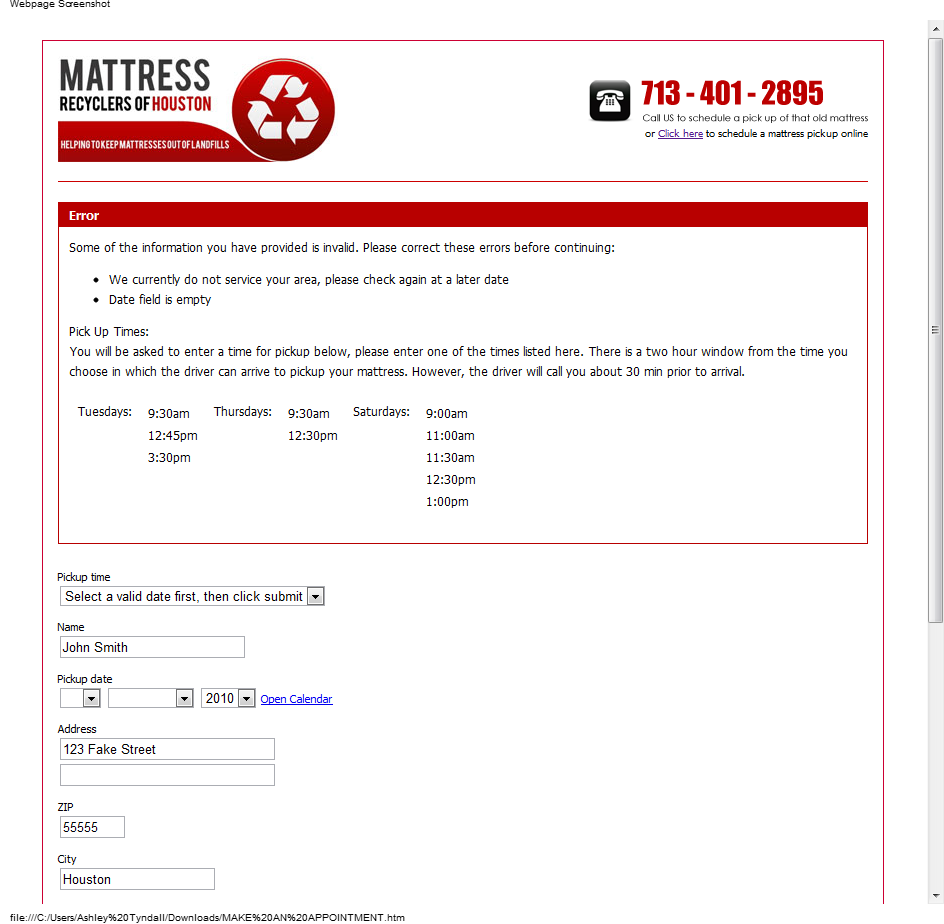 Webpage Screenshot
MATTRESS
RECYCLERS OF HOUSTON
HELPING TO KEEP MATTRESSES OUT OF LANDFILLS
713 - 401 - 2895
Call US to schedule a pick up of that old mattress
or Click here to schedule a mattress pickup online
Error
Some of the information you have provided is invalid. Please correct these errors before continuing:
• We currently do not service your area, please check again at a later date
• Date field is empty
Pick Up Times:
You will be asked to enter a time for pickup below, please enter one of the times listed here. There is a two hour window from the time you
choose in which the driver can arrive to pickup your mattress. However, the driver will call you about 30 min prior to arrival.
Tuesdays: 9:30am Thursdays: 9:30am Saturdays: 9:00am
12:45pm 12:30pm 11:00am
3:30pm 11:30am
12:30pm
1:00pm
Pickup time
Select a valid date first, then click submit
Name
John Smith
Pickup date
2010 Open Calendar
Address
123 Fake Street
ZIP
55555
City
Houston
file:///C:/Users/Ashley%20Tyndall/Downloads/MAKE%20AN%20APPOINTMENT.htm